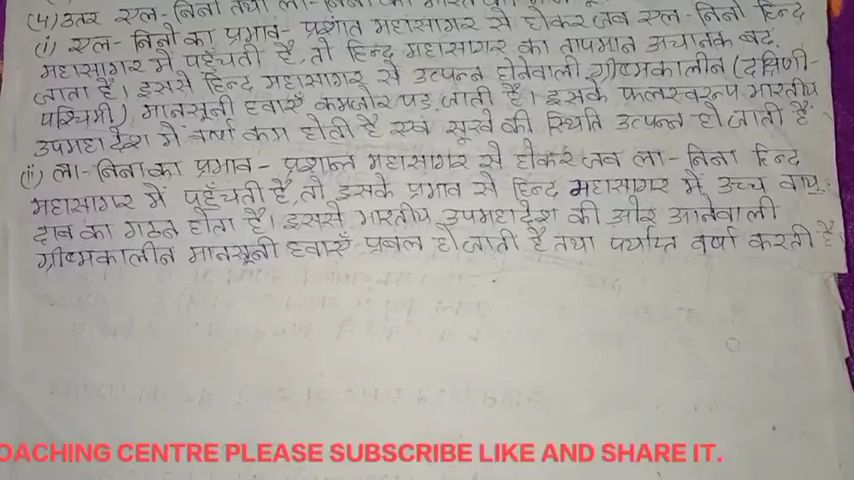 (4) उतर एल-निनो तथा ला-निना का भारत
(i) एल-निनो का प्रभाव- प्रशांत महासागर से होकर जब एल-निनो हिन्द
महासागर में पहुँचती है, तो हिन्द महासागर का तापमान अचानक बढ़
जाता है। इससे हिन्द महासागर से उत्पन्न होनेवाली ग्रीष्मकालीन (दक्षिणी-
पश्चिमी) मानसूनी हवाएँ कमजोर पड़ जाती है। इसके फलस्वरूप भारतीय
उपमहादेश में वर्षा कम होती है एवं सूखे की स्थिति उत्पन्न हो जाती है
(ii) ला-निना का प्रभाव- प्रशान्त महासागर से होकर जब ला-निना हिन्द
महासागर में पहुँचती है, तो इसके प्रभाव से हिन्द महासागर में उच्च वायु-
दाब का गठन होता है। इससे भारतीय उपमहादेश की ओर आनेवाली
ग्रीष्मकालीन मानसूनी हवाएँ प्रबल हो जाती है तथा पर्याप्त वर्षा करती है
OACHING CENTRE PLEASE SUBSCRIBE LIKE AND SHARE IT.